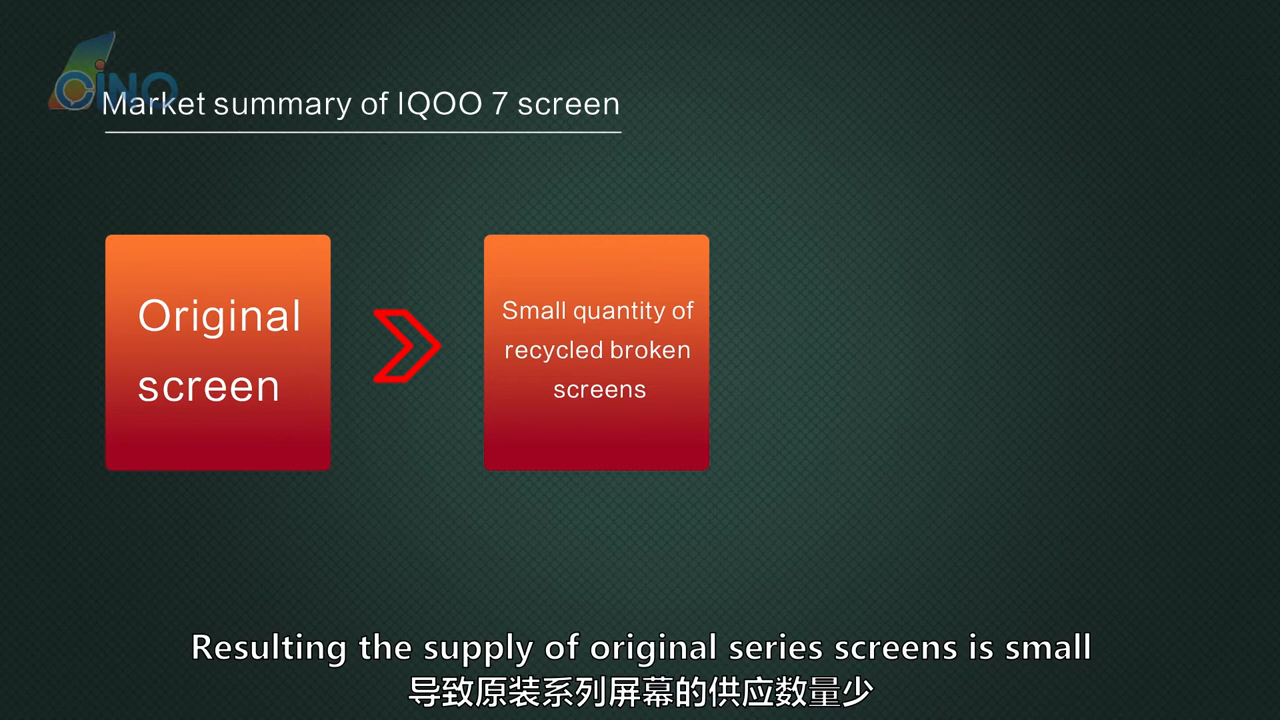 CINO
Market summary of IQOO 7 screen
Original
screen
Small quantity of
recycled broken
screens
Resulting the supply of original series screens is small
导致原装系列屏幕的供应数量少